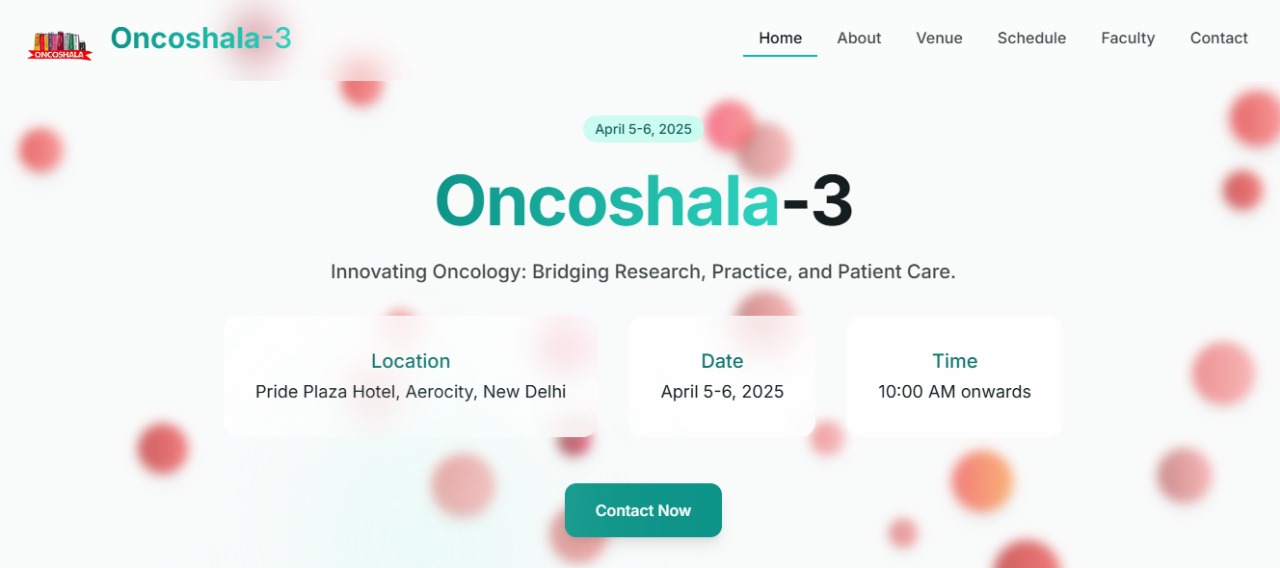 ONCOSHALA
Oncoshala-3
Home About Venue Schedule Faculty Contact
April 5-6, 2025
Oncoshala-3
Innovating Oncology: Bridging Research, Practice, and Patient Care.
Location
Pride Plaza Hotel, Aerocity, New Delhi
Date
April 5-6, 2025
Time
10:00 AM onwards
Contact Now